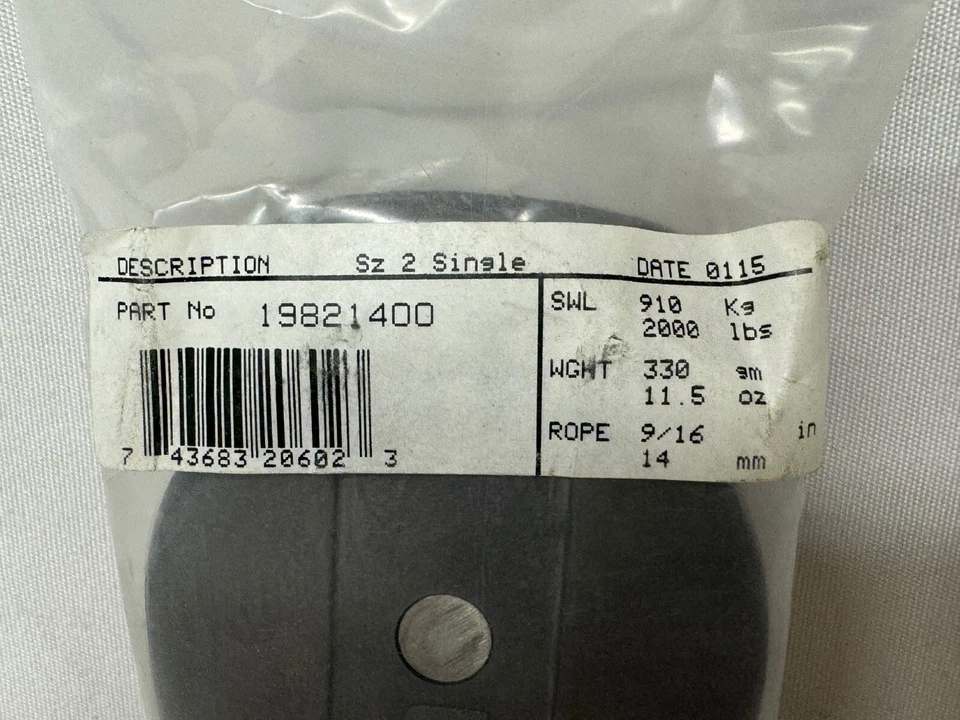 DESCRIPTION Sz 2 Single DATE 0115
PART No 19821400
SWL 910 Kg
2000 lbs
WGHT 330 gm
11.5 oz
ROPE 9/16 in
14 mm
7 43683 20602 3